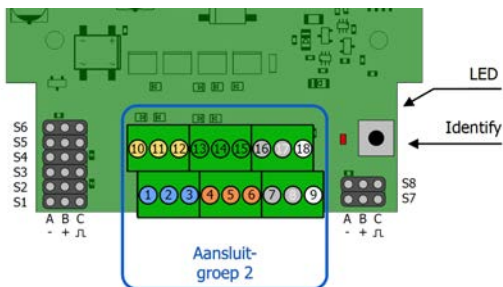 LED
Identify
S6
S5
S4
S3
S2
S1
A B C
- + ⎍
10 11 12 13 14 15 16 17 18
1 2 3 4 5 6 7 8 9
S8
S7
A B C
- + ⎍
Aansluit-
groep 2